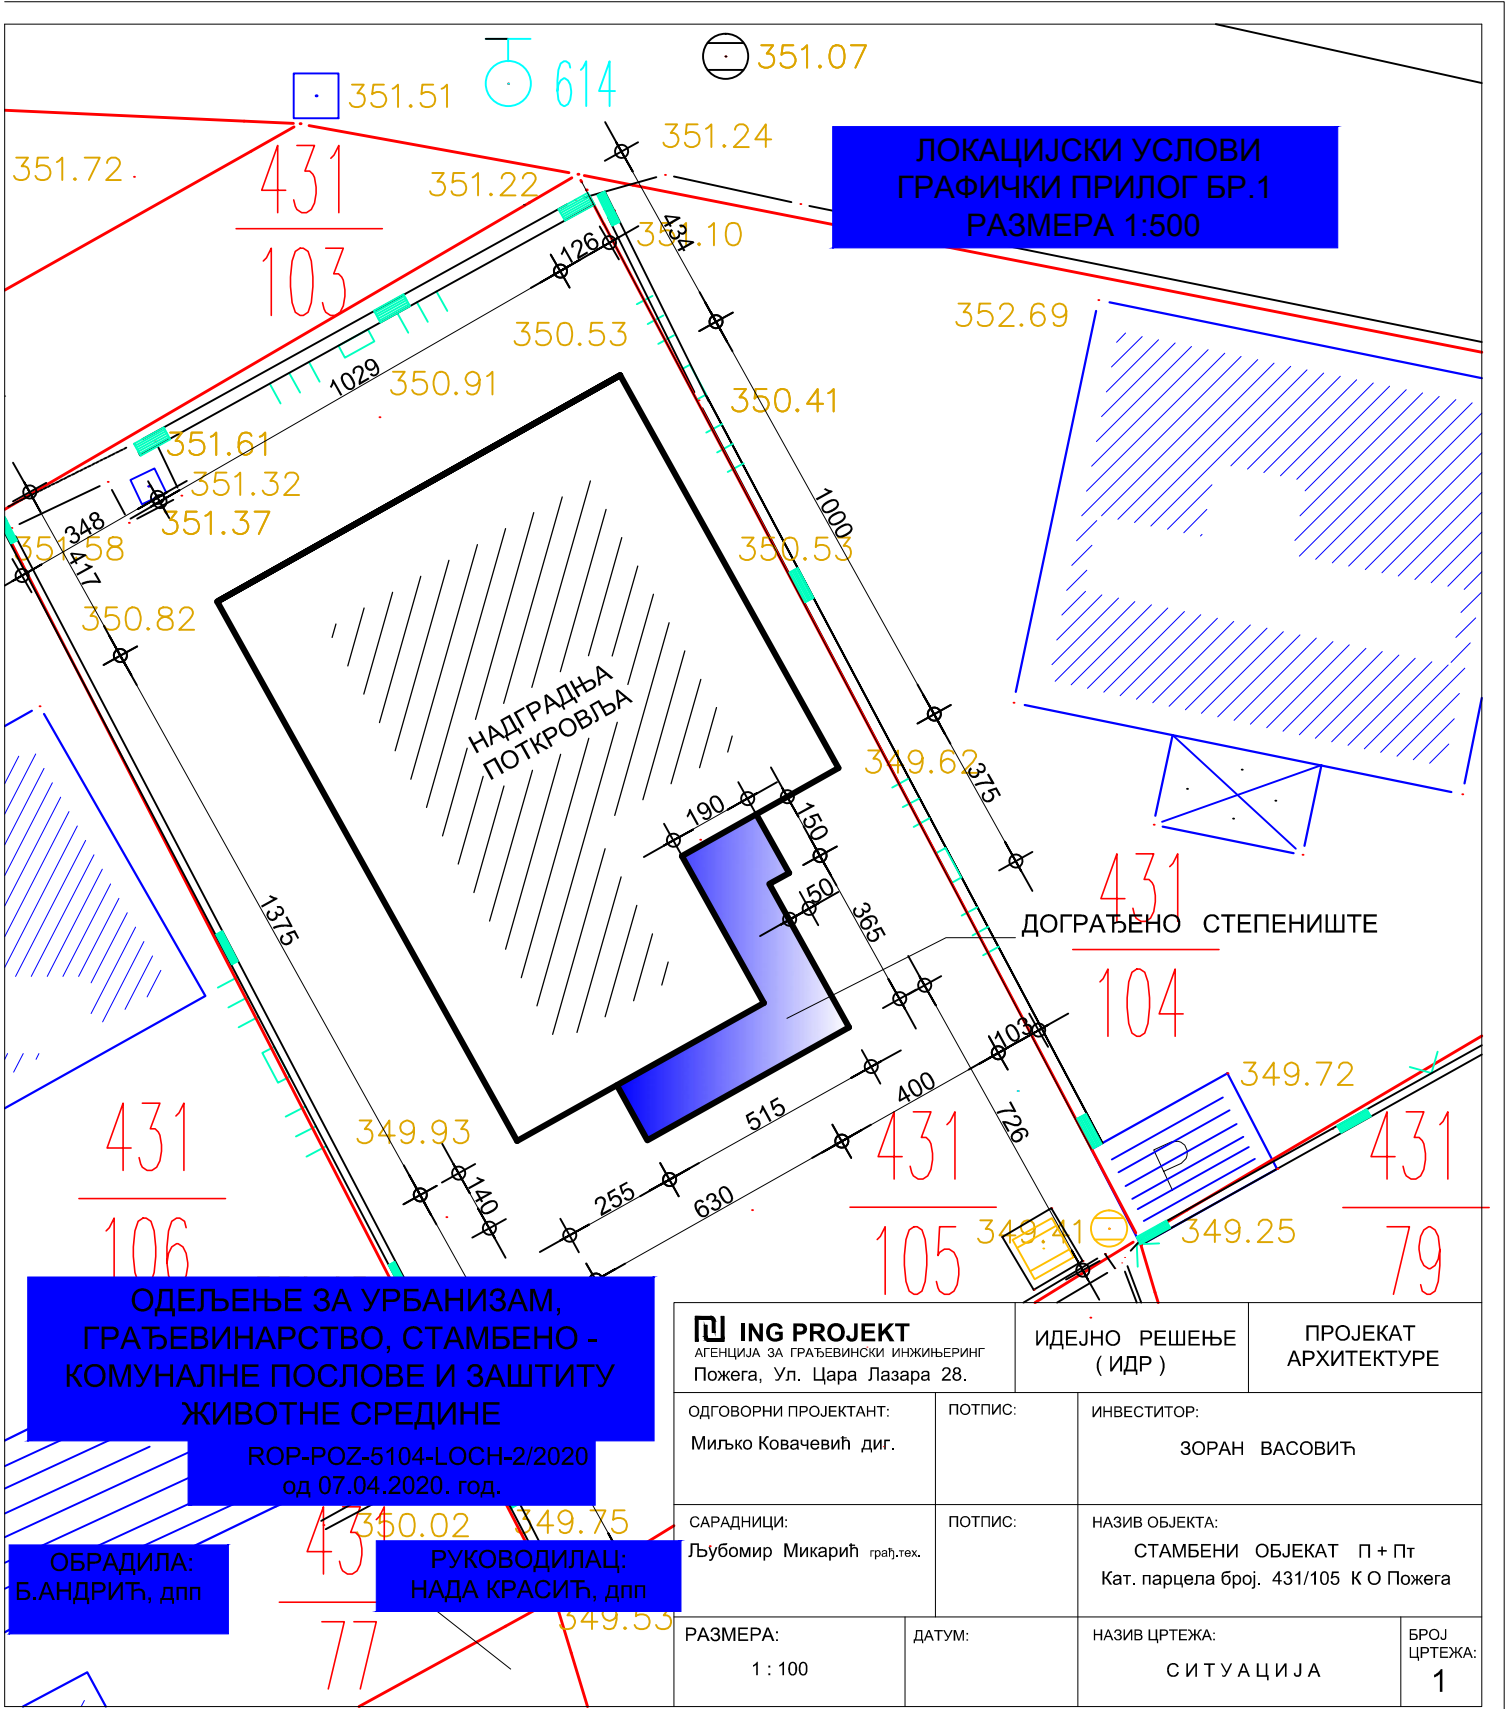 614
351.07
351.51
351.24
351.72
431
103
351.22
351.10
434
126
ЛОКАЦИЈСКИ УСЛОВИ
ГРАФИЧКИ ПРИЛОГ БР.1
РАЗМЕРА 1:500
352.69
350.53
1029
350.91
350.41
351.61
351.32
351.37
348
351.58
417
1000
350.53
350.82
НАДГРАДЊА
ПОТКРОВЉА
349.62
375
190
150
50
365
1375
431
104
ДОГРАЂЕНО СТЕПЕНИШТЕ
103
400
515
726
349.72
P
431
106
349.93
140
255
630
431
105
349.41
349.25
431
79
ОДЕЉЕЊЕ ЗА УРБАНИЗАМ,
ГРАЂЕВИНАРСТВО, СТАМБЕНО -
КОМУНАЛНЕ ПОСЛОВЕ И ЗАШТИТУ
ЖИВОТНЕ СРЕДИНЕ
ROP-POZ-5104-LOCH-2/2020
од 07.04.2020. год.
431
77
350.02
349.75
349.53
ОБРАДИЛА:
Б.АНДРИЋ, дпп
РУКОВОДИЛАЦ:
НАДА КРАСИЋ, дпп
ING PROJEKT
АГЕНЦИЈА ЗА ГРАЂЕВИНСКИ ИНЖИЊЕРИНГ
Пожега, Ул. Цара Лазара 28.
ИДЕЈНО РЕШЕЊЕ
( ИДР )
ПРОЈЕКАТ
АРХИТЕКТУРЕ
ОДГОВОРНИ ПРОЈЕКТАНТ:
Миљко Ковачевић диг.
ПОТПИС:
ИНВЕСТИТОР:
ЗОРАН ВАСОВИЋ
САРАДНИЦИ:
Љубомир Микарић грађ.тех.
ПОТПИС:
НАЗИВ ОБЈЕКТА:
СТАМБЕНИ ОБЈЕКАТ П + Пт
Кат. парцела број. 431/105 К О Пожега
РАЗМЕРА:
1 : 100
ДАТУМ:
НАЗИВ ЦРТЕЖА:
С И Т У А Ц И Ј А
БРОЈ
ЦРТЕЖА:
1